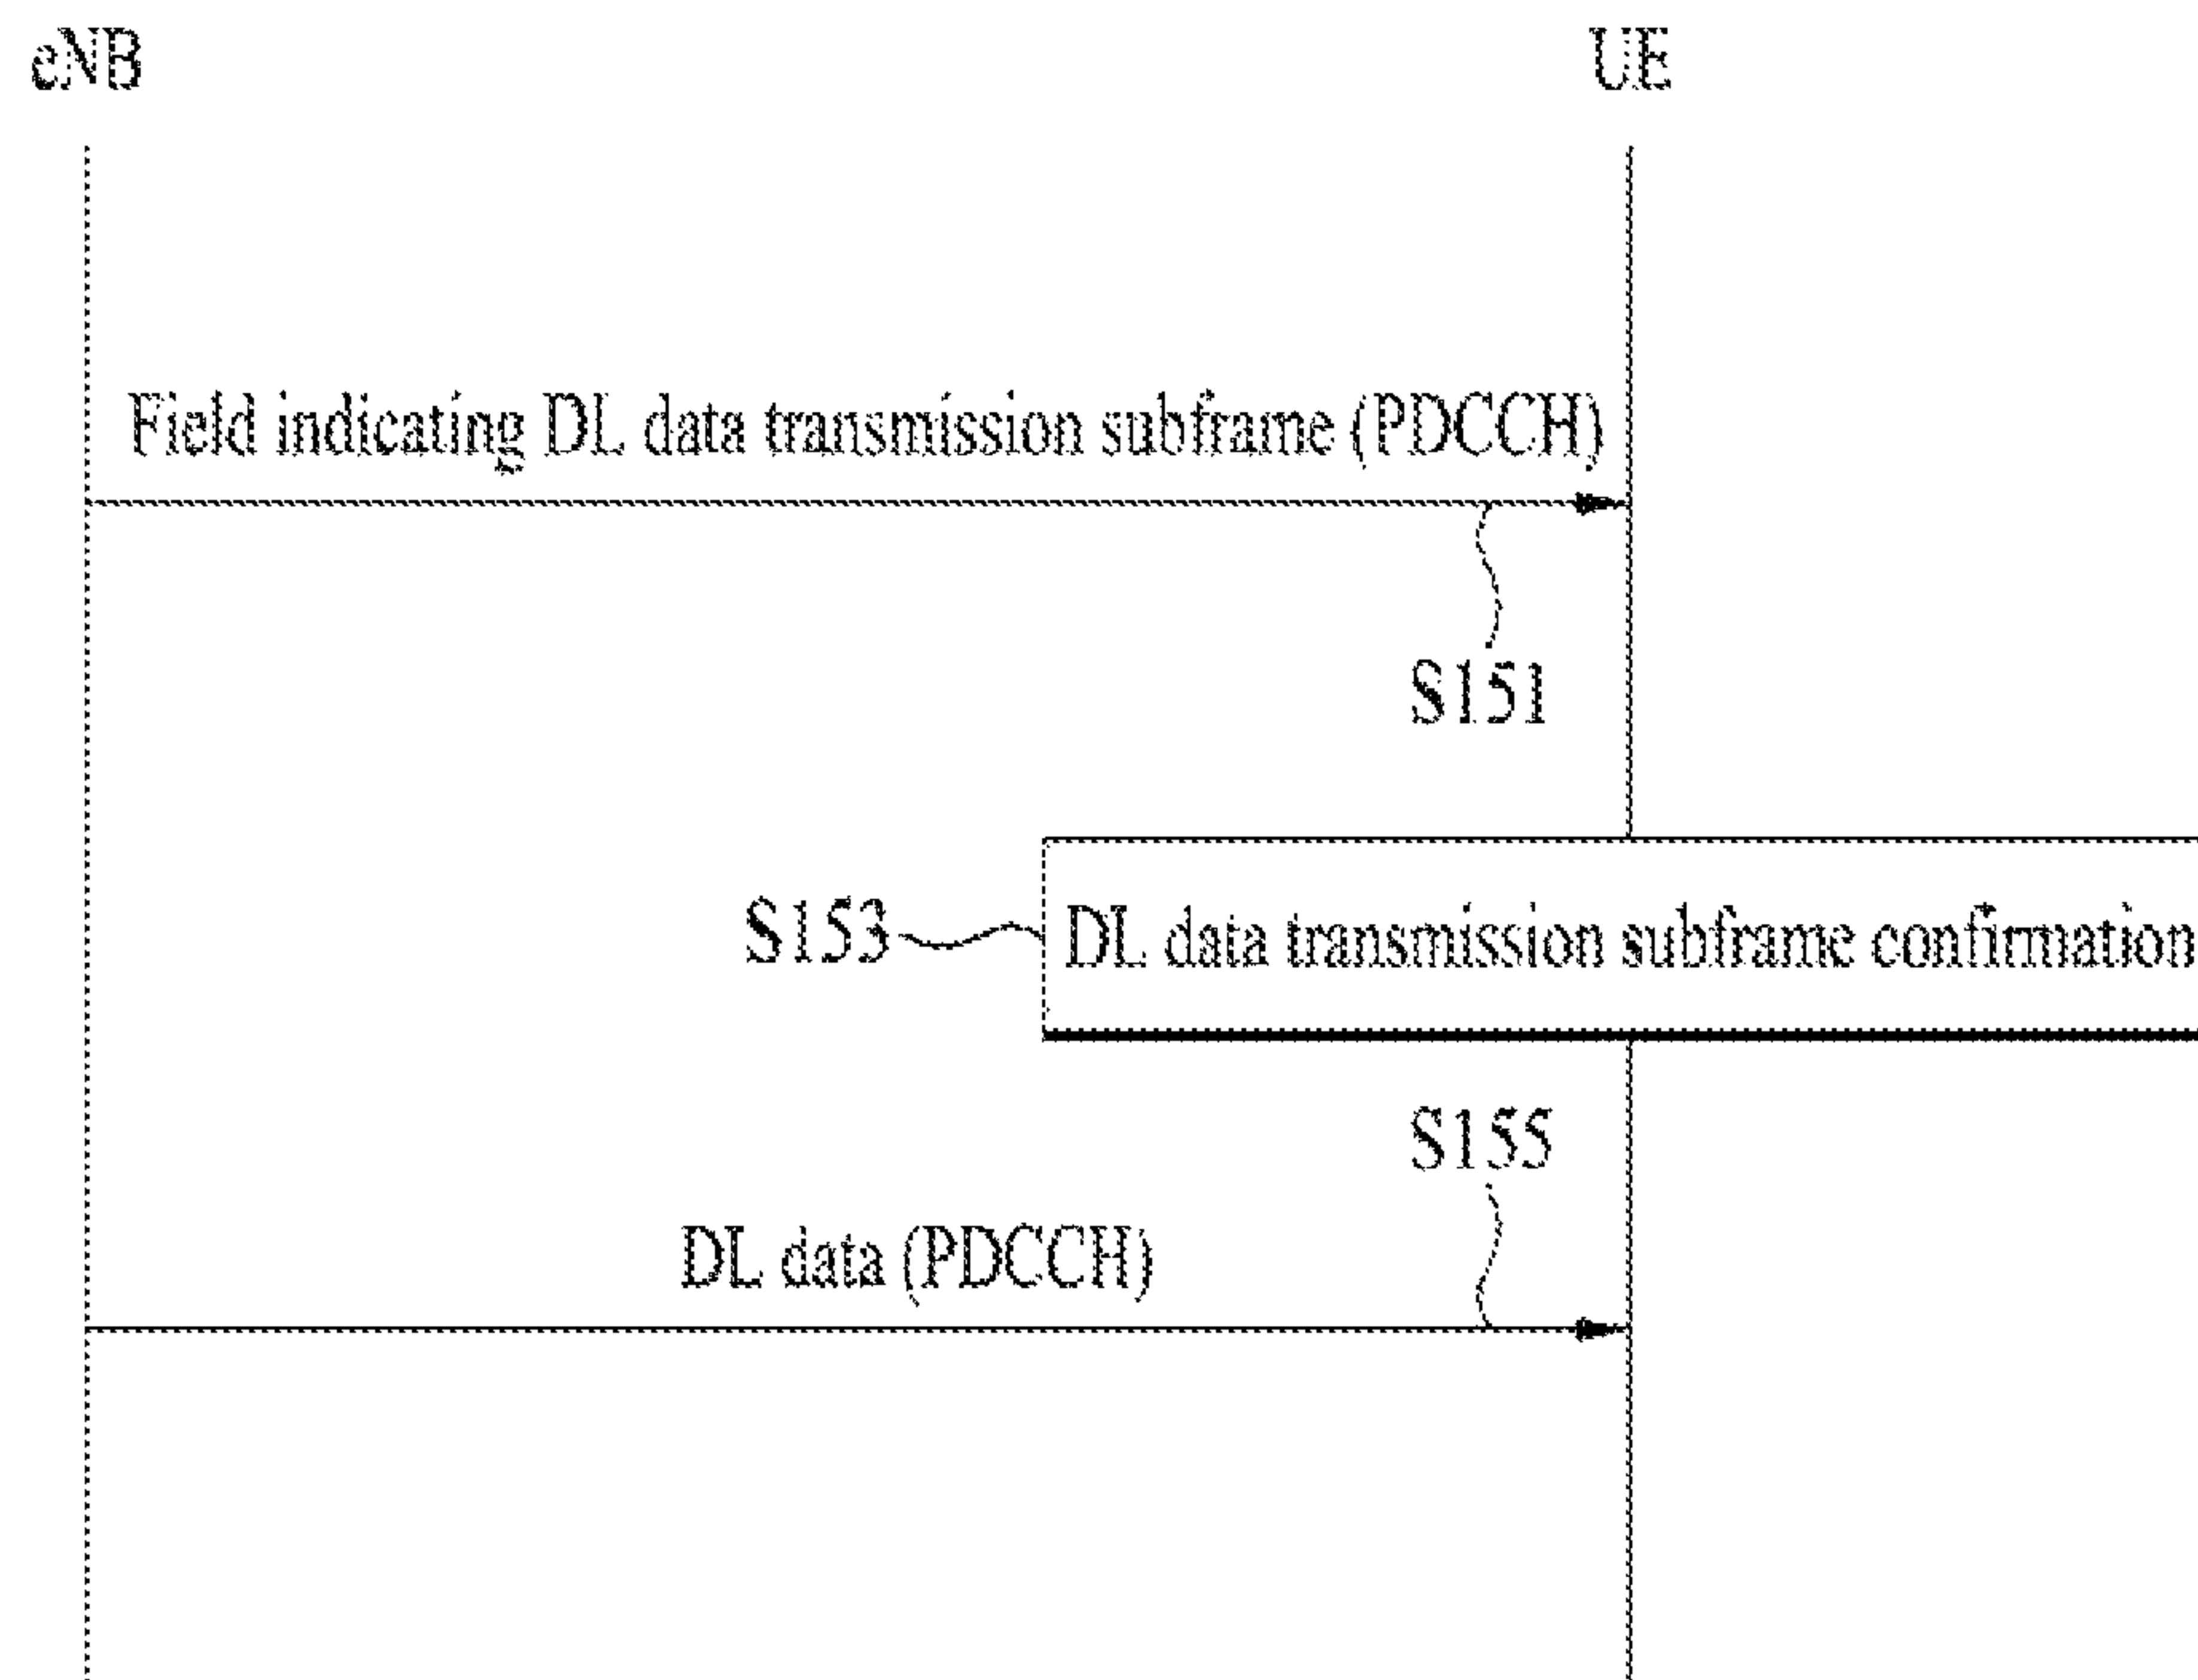 eNB
UE
Field indicating DL data transmission subframe (PDCCH)
S151
S153
DL data transmission subframe confirmation
S155
DL data (PDCCH)